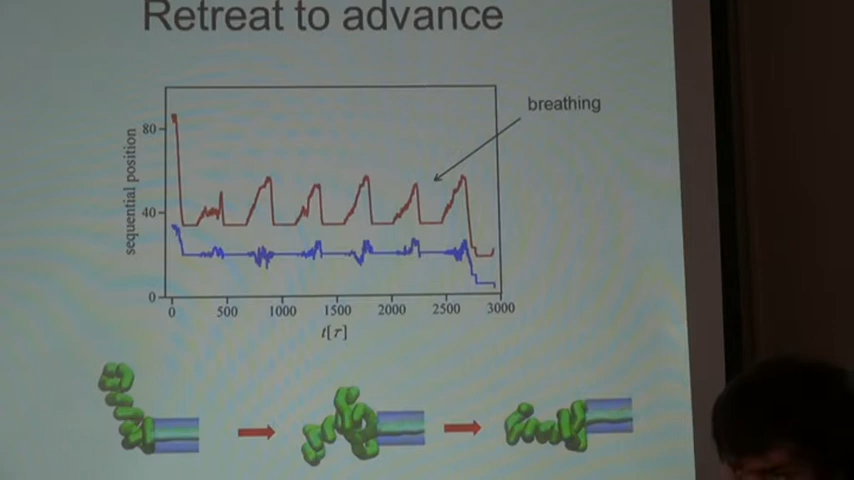 Retreat to advance
breathing
sequential position
80
40
0
0 500 1000 1500 2000 2500 3000
t[τ]